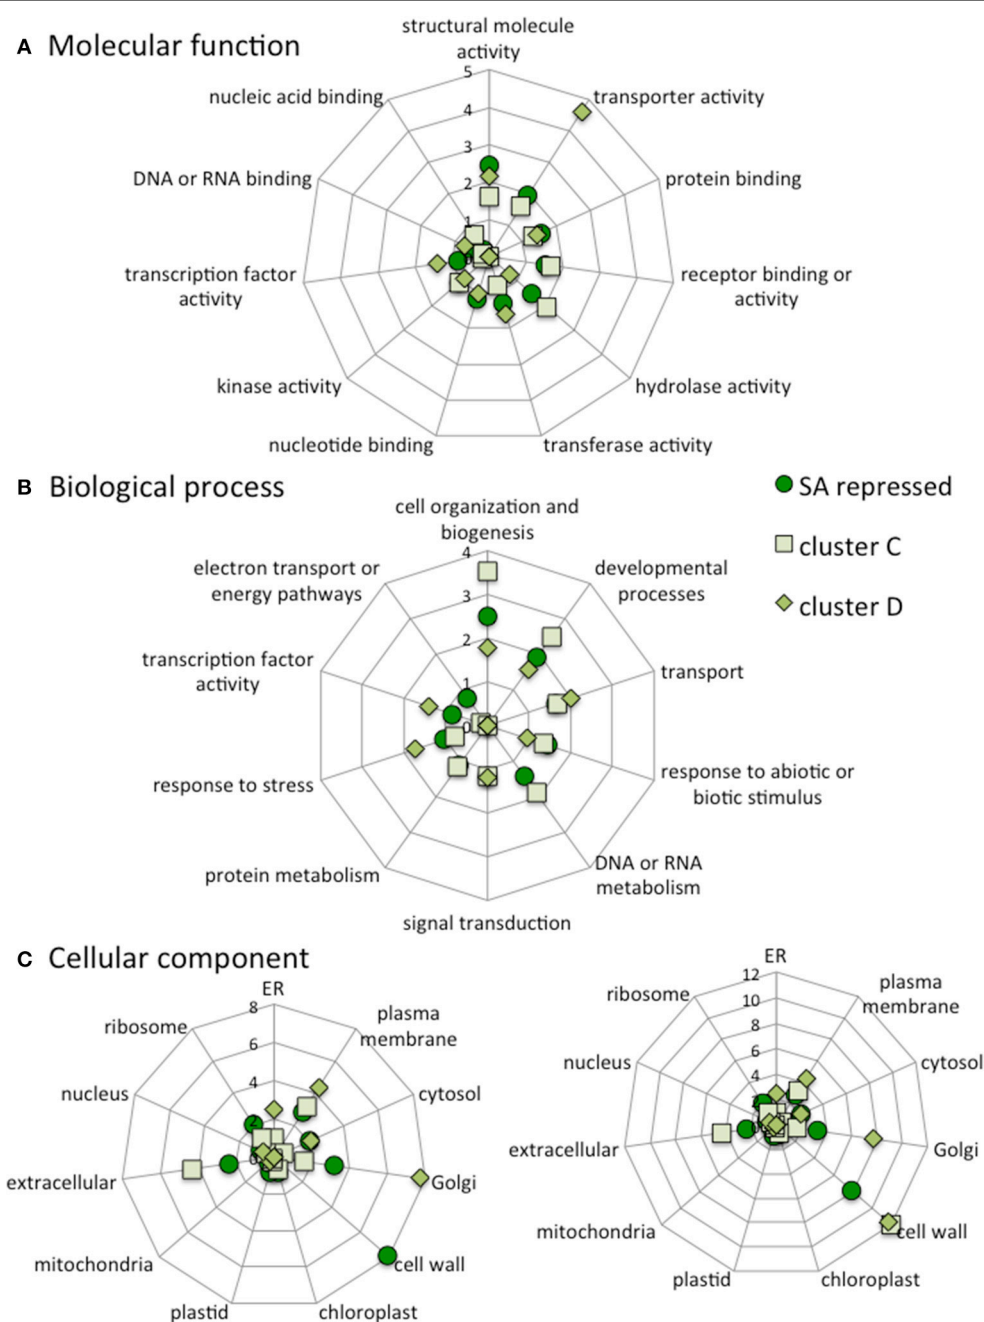 A Molecular function
structural molecule
activity
5
4
3
2
1
0
transporter activity
protein binding
receptor binding or
activity
hydrolase activity
transferase activity
nucleotide binding
kinase activity
transcription factor
activity
DNA or RNA binding
nucleic acid binding
B Biological process
SA repressed
cluster C
cluster D
cell organization and
biogenesis
4
3
2
1
0
developmental
processes
transport
response to abiotic or
biotic stimulus
DNA or RNA
metabolism
signal transduction
protein metabolism
response to stress
transcription factor
activity
electron transport or
energy pathways
C Cellular component
ER
8
6
4
2
0
plasma
membrane
cytosol
Golgi
cell wall
chloroplast
plastid
mitochondria
extracellular
nucleus
ribosome
ER
12
10
8
6
4
2
0
plasma
membrane
cytosol
Golgi
cell wall
chloroplast
plastid
mitochondria
extracellular
nucleus
ribosome